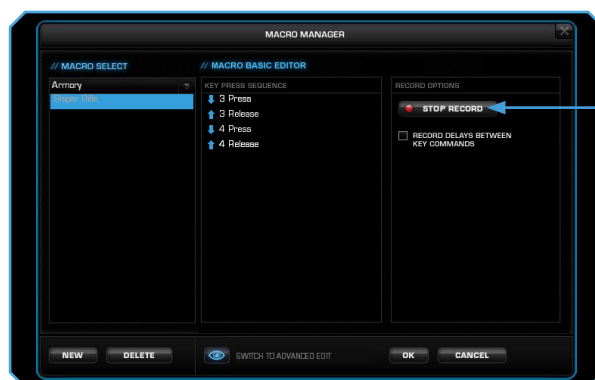 MACRO MANAGER
// MACRO SELECT
// MACRO BASIC EDITOR
Armory
Sniper Rifle
KEY PRESS SEQUENCE
3 Press
3 Release
4 Press
4 Release
RECORD OPTIONS
STOP RECORD
RECORD DELAYS BETWEEN
KEY COMMANDS
NEW
DELETE
SWITCH TO ADVANCED EDIT
OK
CANCEL